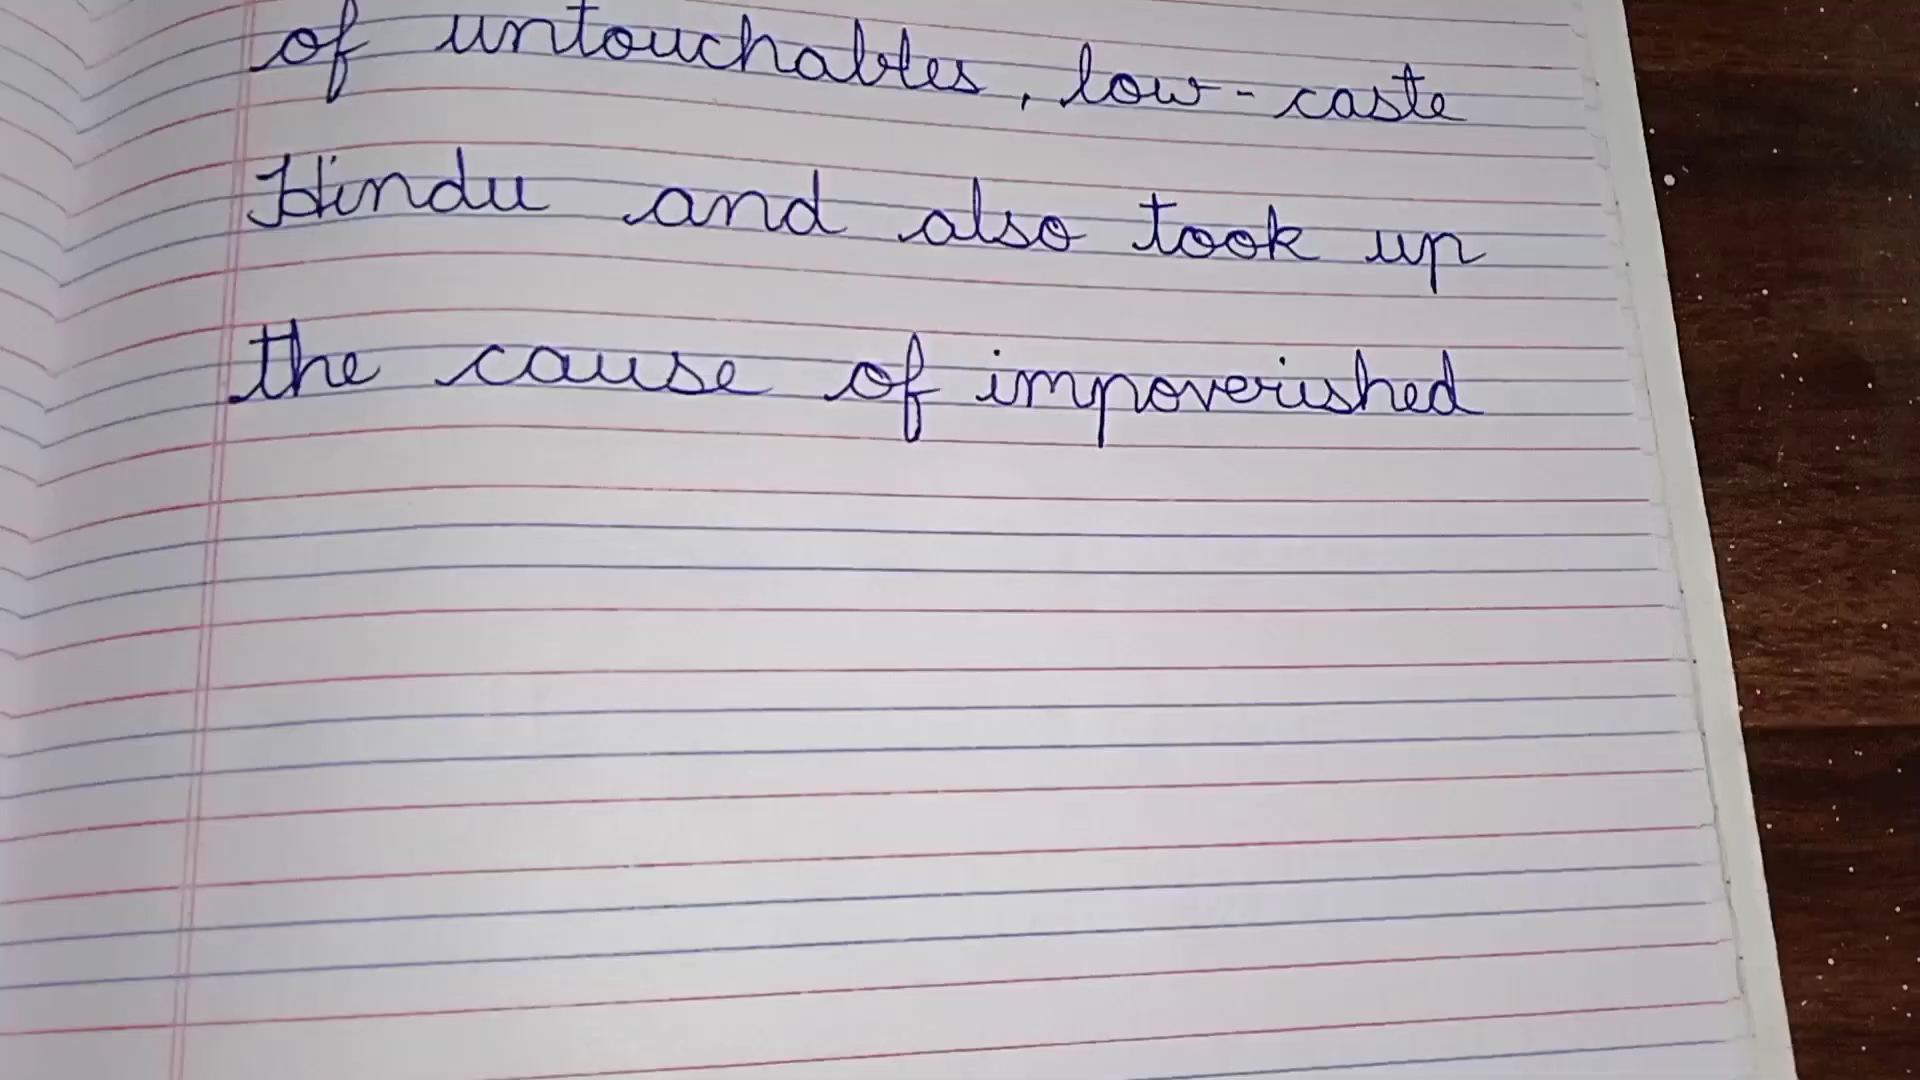 of untouchables, low-caste
Hindu and also took up
the cause of impoverished